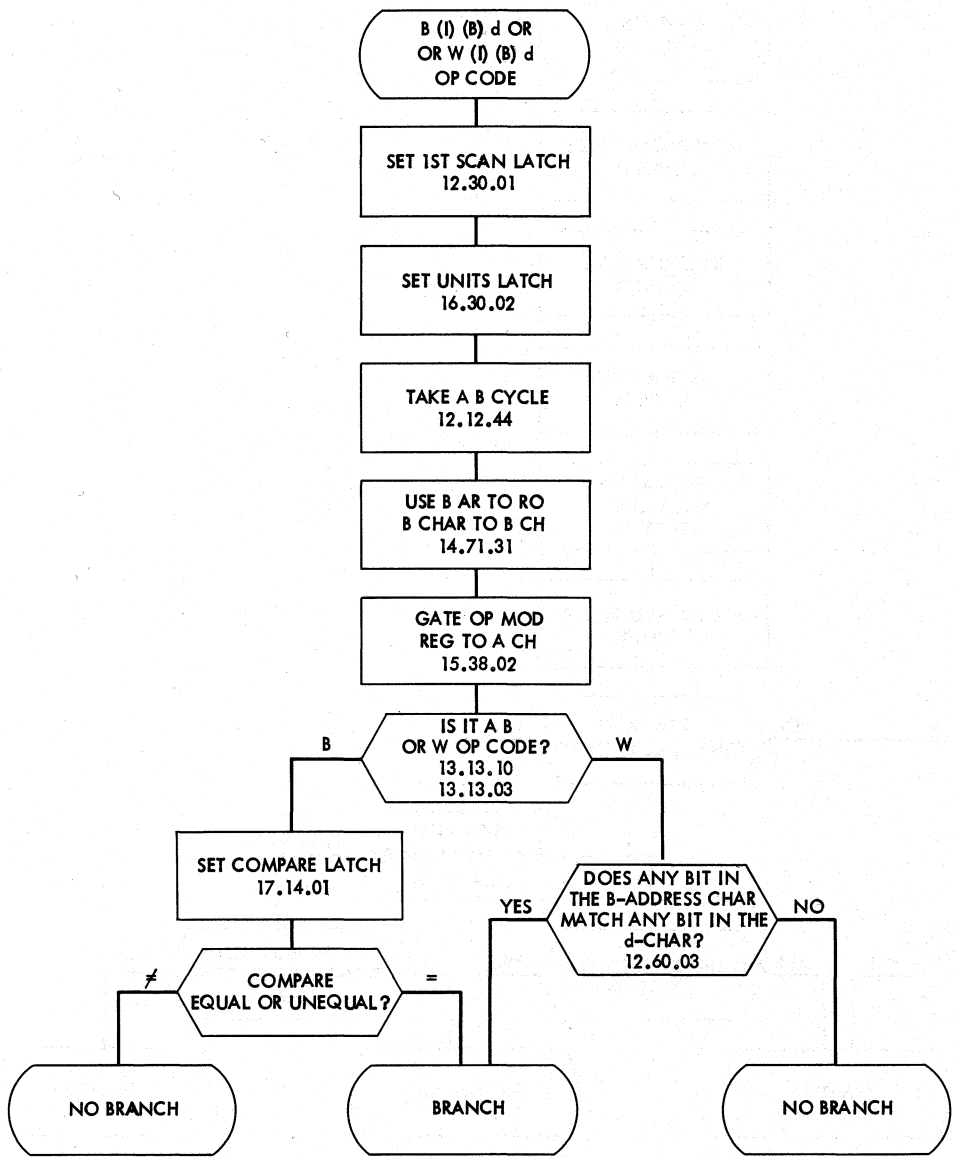 B (I) (B) d OR
OR W (I) (B) d
OP CODE
SET 1ST SCAN LATCH
12.30.01
SET UNITS LATCH
16.30.02
TAKE A B CYCLE
12.12.44
USE B AR TO RO
B CHAR TO B CH
14.71.31
GATE OP MOD
REG TO A CH
15.38.02
IS IT A B
OR W OP CODE?
13.13.10
13.13.03
B
W
SET COMPARE LATCH
17.14.01
DOES ANY BIT IN
THE B-ADDRESS CHAR
MATCH ANY BIT IN THE
d-CHAR?
12.60.03
YES
NO
COMPARE
EQUAL OR UNEQUAL?
≠
=
NO BRANCH
BRANCH
NO BRANCH